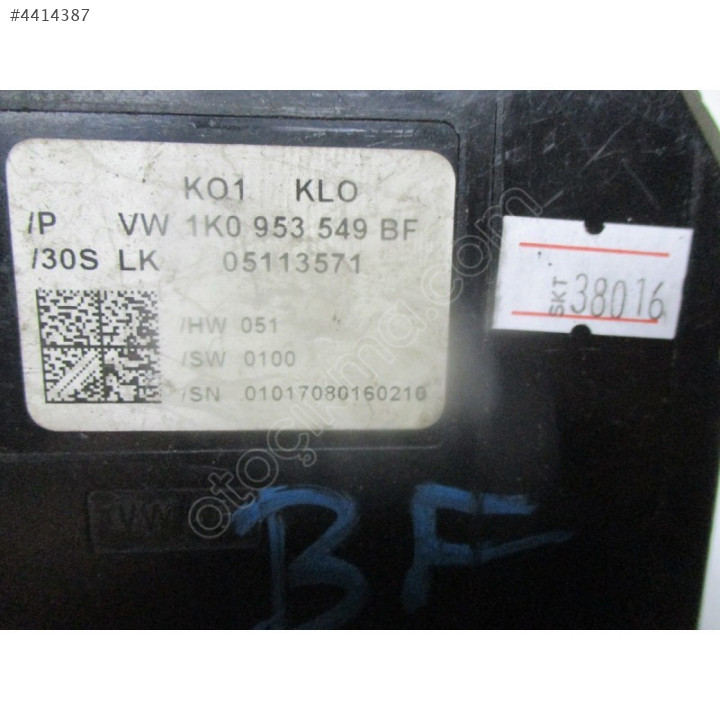 #4414387
KO1 KLO
/P VW 1K0 953 549 BF
/30S LK 05113571
/HW 051
/SW 0100
/SN 01017080160210
SKT 38016
otoçıkma.com
VW
BF